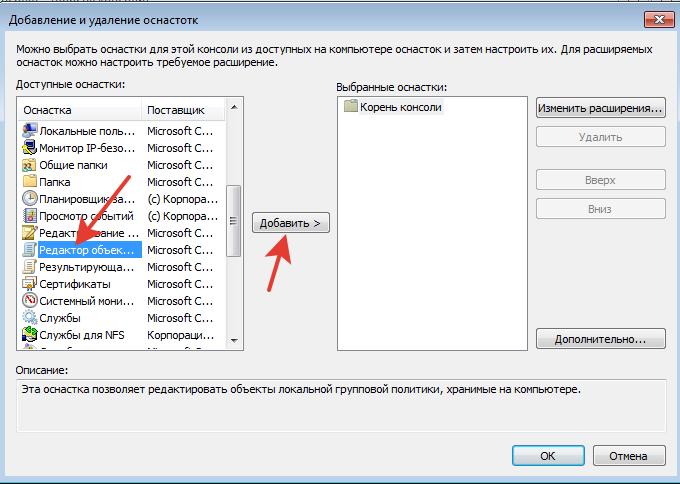 Добавление и удаление оснастотк
Можно выбрать оснастки для этой консоли из доступных на компьютере оснасток и затем настроить их. Для расширяемых
оснасток можно настроить требуемое расширение.
Доступные оснастки:
Оснастка Поставщик
Локальные поль... Microsoft C...
Монитор IP-безо... Microsoft C...
Общие папки Microsoft C...
Папка Microsoft C...
Планировщик за... (c) Корпора...
Просмотр событий (c) Корпора...
Редактирование ... Microsoft C...
Редактор объек... Microsoft C...
Результирующа... Microsoft C...
Сертификаты Microsoft C...
Системный мони... Microsoft C...
Службы Microsoft C...
Службы для NFS Корпораци...
Добавить >
Выбранные оснастки:
Корень консоли
Изменить расширения...
Удалить
Вверх
Вниз
Дополнительно...
Описание:
Эта оснастка позволяет редактировать объекты локальной групповой политики, хранимые на компьютере.
ОК
Отмена